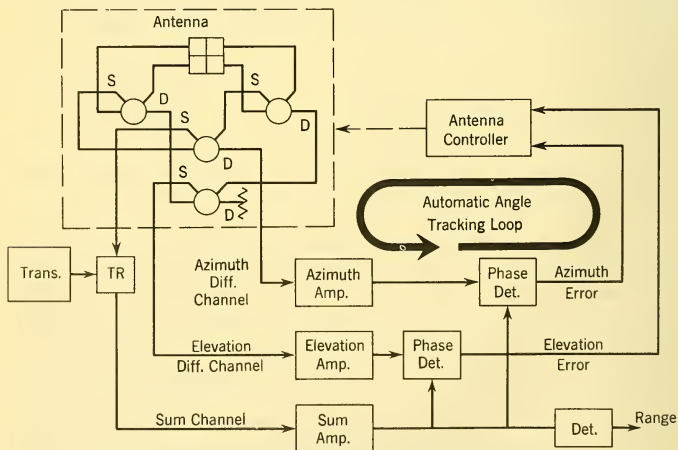 Antenna
S
D
S
D
S
D
S
D
Antenna
Controller
Automatic Angle
Tracking Loop
Trans.
TR
Azimuth
Diff.
Channel
Azimuth
Amp.
Phase
Det.
Azimuth
Error
Elevation
Diff. Channel
Elevation
Amp.
Phase
Det.
Elevation
Error
Sum Channel
Sum
Amp.
Det.
Range